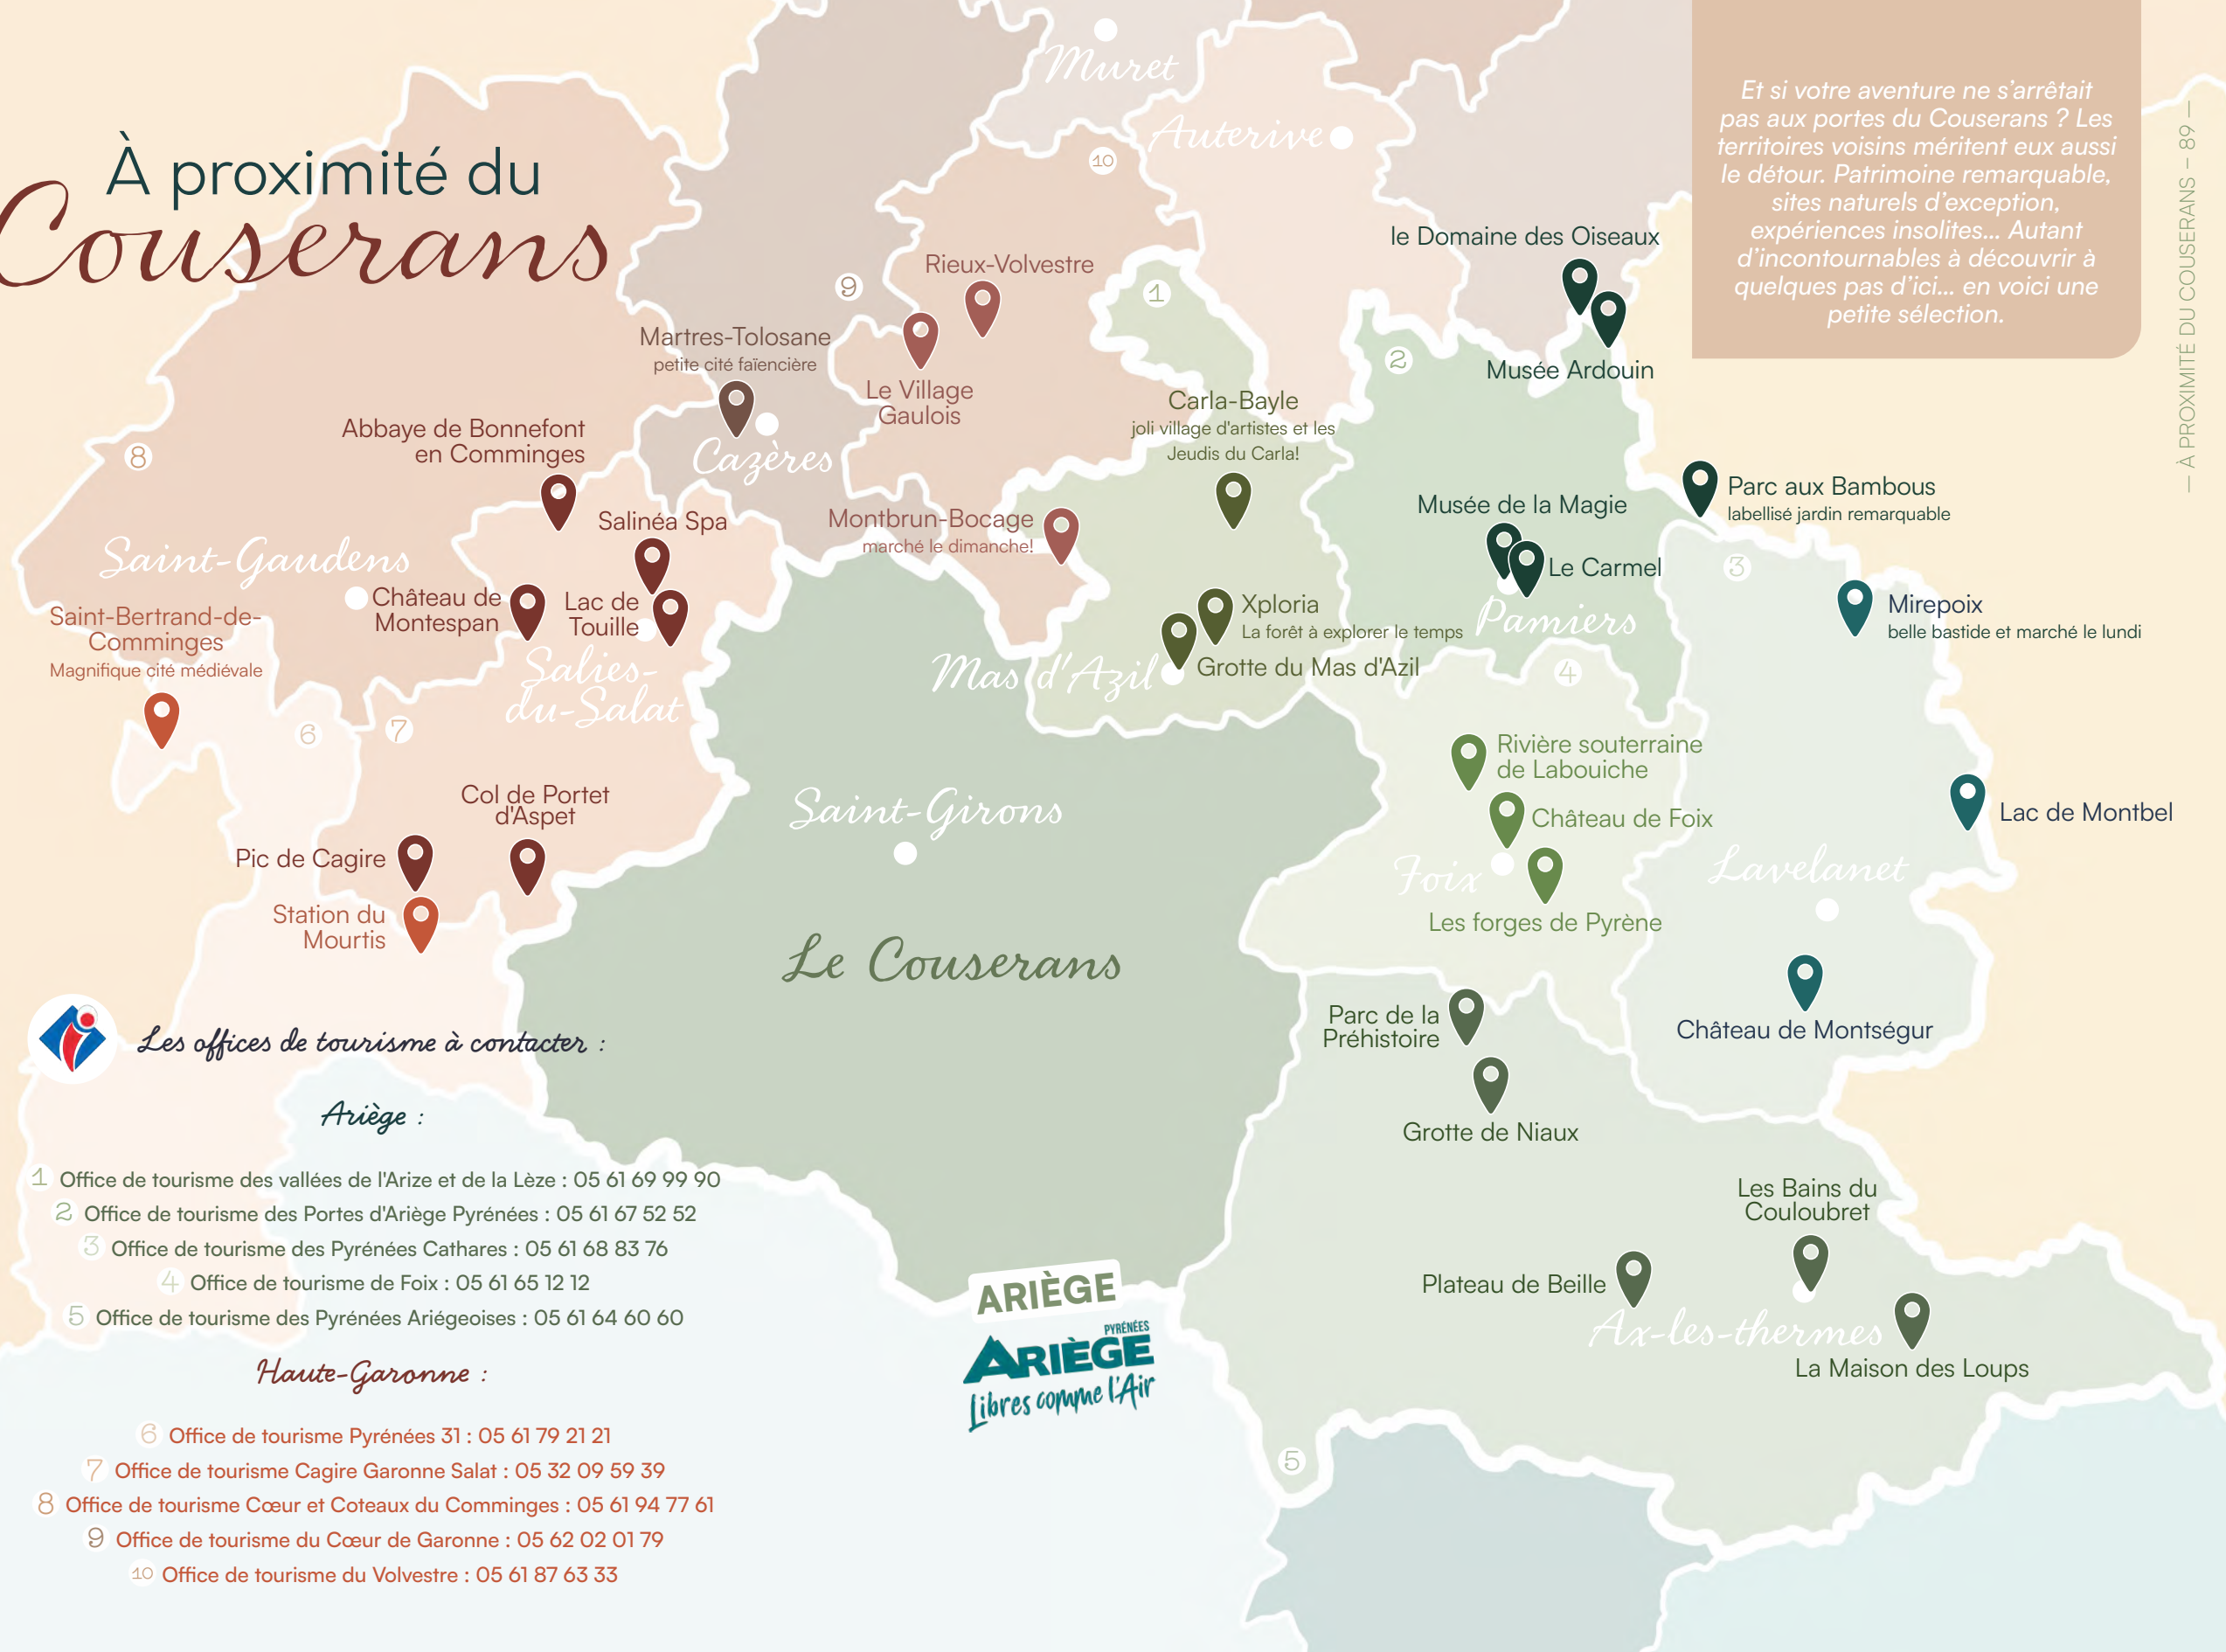 À proximité du
Couserans
Et si votre aventure ne s'arrêtait
pas aux portes du Couserans ? Les
territoires voisins méritent eux aussi
le détour. Patrimoine remarquable,
sites naturels d'exception,
expériences insolites... Autant
d'incontournables à découvrir à
quelques pas d'ici... en voici une
petite sélection.
— À PROXIMITÉ DU COUSERANS – 89 —
Muret
Auterive
10
le Domaine des Oiseaux
Musée Ardouin
Rieux-Volvestre
9
1
2
Martres-Tolosane
petite cité faïencière
Le Village
Gaulois
Cazères
Carla-Bayle
joli village d'artistes et les
Jeudis du Carla!
8
Abbaye de Bonnefont
en Comminges
Salinéa Spa
Montbrun-Bocage
marché le dimanche!
Musée de la Magie
Le Carmel
Pamiers
Parc aux Bambous
labellisé jardin remarquable
3
Saint-Gaudens
Château de
Montespan
Lac de
Touille
Saint-Bertrand-de-
Comminges
Magnifique cité médiévale
Salies-
du-Salat
Xploria
La forêt à explorer le temps
Mas d'Azil
Grotte du Mas d'Azil
4
Mirepoix
belle bastide et marché le lundi
6
7
Rivière souterraine
de Labouiche
Château de Foix
Foix
Les forges de Pyrène
Lac de Montbel
Lavelanet
Château de Montségur
Col de Portet
d'Aspet
Pic de Cagire
Station du
Mourtis
Saint-Girons
Le Couserans
Parc de la
Préhistoire
Grotte de Niaux
Les Bains du
Couloubret
Plateau de Beille
Ax-les-thermes
La Maison des Loups
5
ARIÈGE
PYRÉNÉES
ARIÈGE
Libres comme l'Air
Les offices de tourisme à contacter :
Ariège :
1 Office de tourisme des vallées de l'Arize et de la Lèze : 05 61 69 99 90
2 Office de tourisme des Portes d'Ariège Pyrénées : 05 61 67 52 52
3 Office de tourisme des Pyrénées Cathares : 05 61 68 83 76
4 Office de tourisme de Foix : 05 61 65 12 12
5 Office de tourisme des Pyrénées Ariégeoises : 05 61 64 60 60
Haute-Garonne :
6 Office de tourisme Pyrénées 31 : 05 61 79 21 21
7 Office de tourisme Cagire Garonne Salat : 05 32 09 59 39
8 Office de tourisme Cœur et Coteaux du Comminges : 05 61 94 77 61
9 Office de tourisme du Cœur de Garonne : 05 62 02 01 79
10 Office de tourisme du Volvestre : 05 61 87 63 33